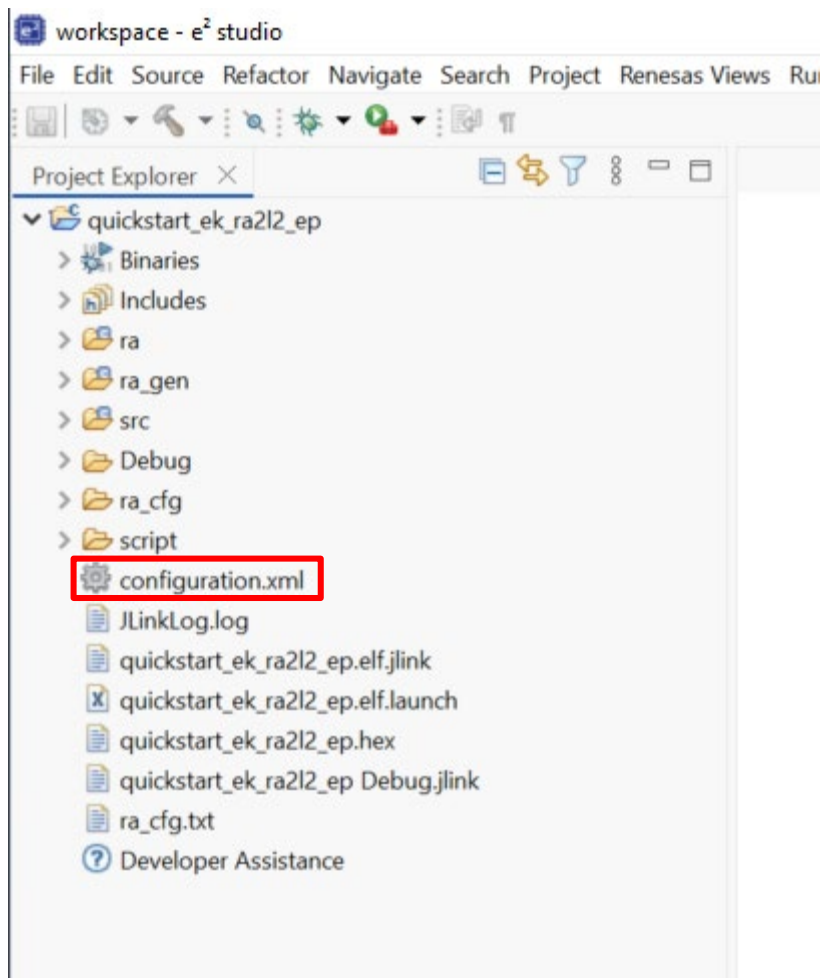 workspace - e² studio
File Edit Source Refactor Navigate Search Project Renesas Views Ru
Project Explorer
quickstart_ek_ra2l2_ep
Binaries
Includes
ra
ra_gen
src
Debug
ra_cfg
script
configuration.xml
JLinkLog.log
quickstart_ek_ra2l2_ep.elf.jlink
quickstart_ek_ra2l2_ep.elf.launch
quickstart_ek_ra2l2_ep.hex
quickstart_ek_ra2l2_ep Debug.jlink
ra_cfg.txt
Developer Assistance